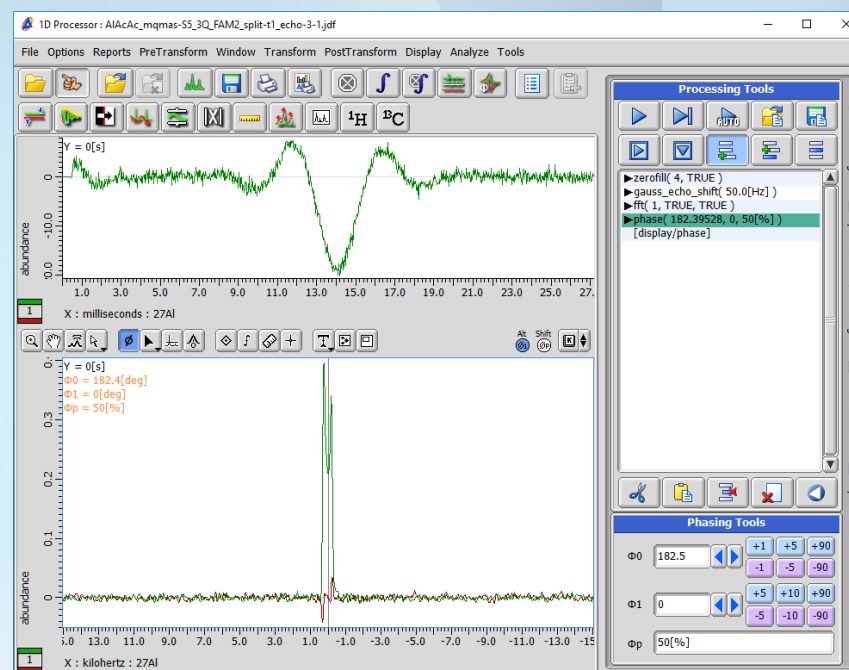 1D Processor : AlAcAc_mqmas-S5_3Q_FAM2_split-t1_echo-3-1.jdf
File Options Reports PreTransform Window Transform PostTransform Display Analyze Tools
AUTO
1H
13C
Processing Tools
zerofill( 4, TRUE )
gauss_echo_shift( 50.0[Hz] )
fft( 1, TRUE, TRUE )
phase( 182.39528, 0, 50[%] )
[display/phase]
Y = 0[s]
0
-10.0
abundance
1.0 3.0 5.0 7.0 9.0 11.0 13.0 15.0 17.0 19.0 21.0 23.0 25.0 27.
1
X : milliseconds : 27Al
Alt Shift
Φ1 Φp
Y = 0[s]
Φ0 = 182.4[deg]
Φ1 = 0[deg]
Φp = 50[%]
0.3
0.2
0.1
0
abundance
13.0 11.0 9.0 7.0 5.0 3.0 1.0 -1.0 -3.0 -5.0 -7.0 -9.0 -11.0 -13.0 -15
1
X : kilohertz : 27Al
Phasing Tools
Φ0 182.5 +1 +5 +90
-1 -5 -90
Φ1 0 +5 +10 +90
-5 -10 -90
Φp 50[%]